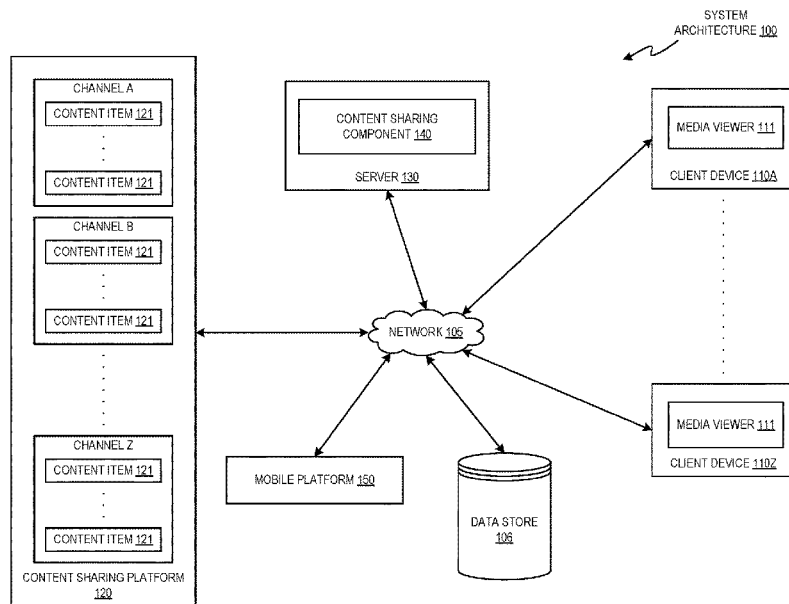 SYSTEM
ARCHITECTURE 100
CHANNEL A
CONTENT ITEM 121
CONTENT ITEM 121
CHANNEL B
CONTENT ITEM 121
CONTENT ITEM 121
CHANNEL Z
CONTENT ITEM 121
CONTENT ITEM 121
CONTENT SHARING PLATFORM
120
CONTENT SHARING
COMPONENT 140
SERVER 130
MEDIA VIEWER 111
CLIENT DEVICE 110A
NETWORK 105
MOBILE PLATFORM 150
DATA STORE
106
MEDIA VIEWER 111
CLIENT DEVICE 110Z